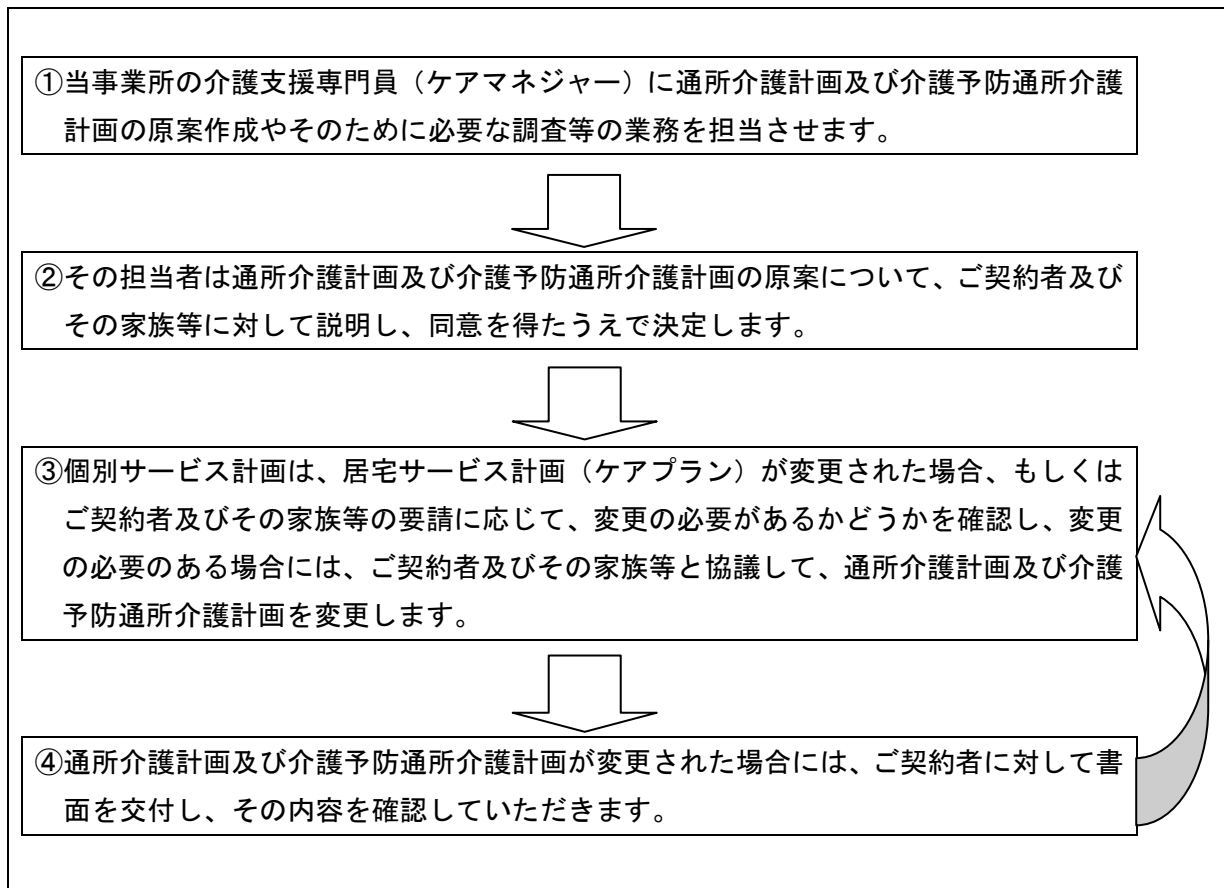 ①当事業所の介護支援専門員（ケアマネジャー）に通所介護計画及び介護予防通所介護
計画の原案作成やそのために必要な調査等の業務を担当させます。
②その担当者は通所介護計画及び介護予防通所介護計画の原案について、ご契約者及び
その家族等に対して説明し、同意を得たうえで決定します。
③個別サービス計画は、居宅サービス計画（ケアプラン）が変更された場合、もしくは
ご契約者及びその家族等の要請に応じて、変更の必要があるかどうかを確認し、変更
の必要のある場合には、ご契約者及びその家族等と協議して、通所介護計画及び介護
予防通所介護計画を変更します。
④通所介護計画及び介護予防通所介護計画が変更された場合には、ご契約者に対して書
面を交付し、その内容を確認していただきます。